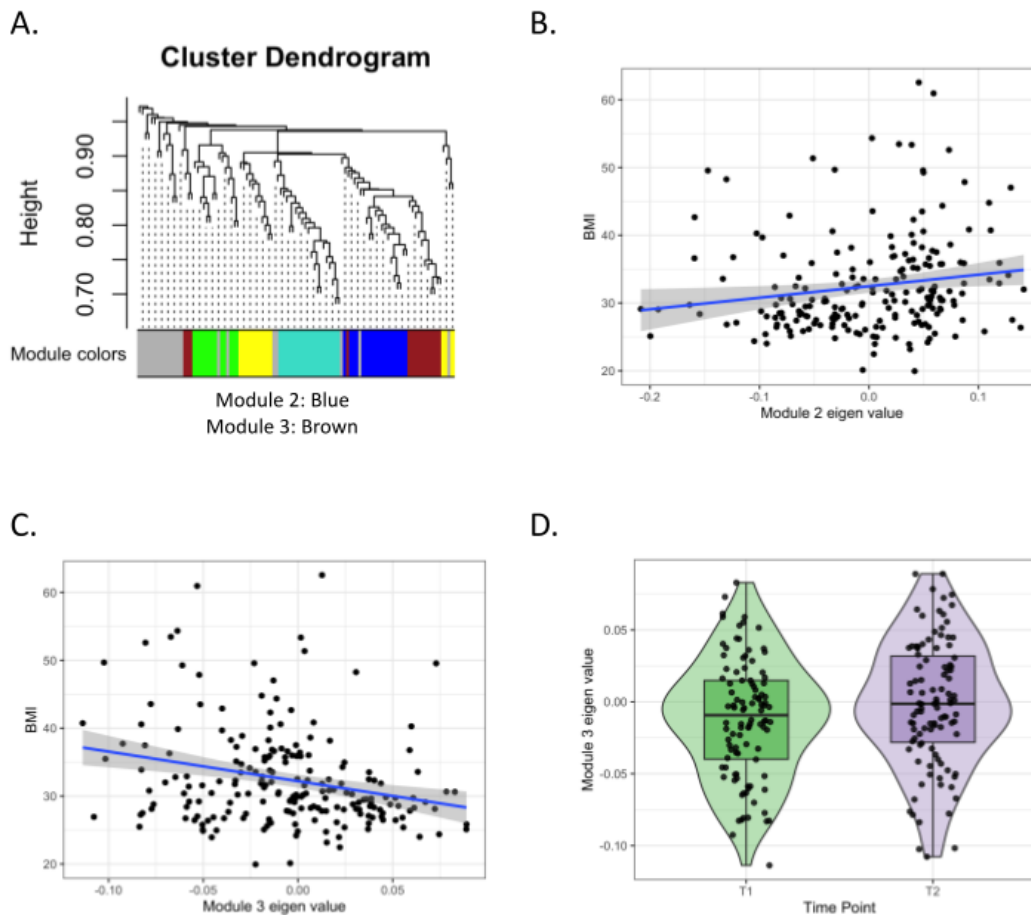 A.
Cluster Dendrogram
Height
0.90
0.80
0.70
Module colors
Module 2: Blue
Module 3: Brown
B.
BMI
60
50
40
30
20
-0.2
-0.1
0.0
0.1
Module 2 eigen value
C.
BMI
60
50
40
30
20
-0.10
-0.05
0.00
0.05
Module 3 eigen value
D.
Module 3 eigen value
0.05
0.00
-0.05
-0.10
T1
T2
Time Point